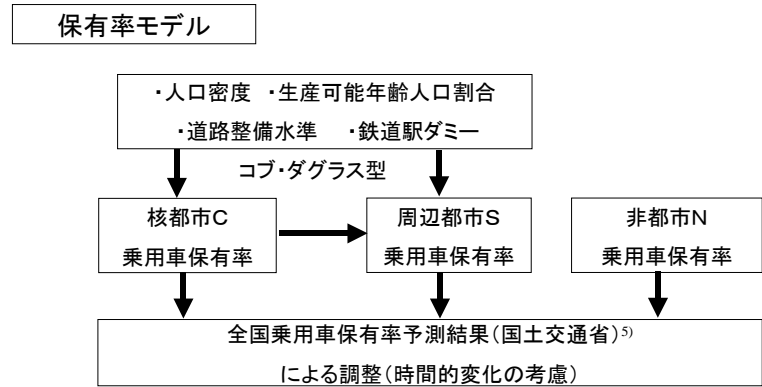 保有率モデル
・人口密度 ・生産可能年齢人口割合
・道路整備水準 ・鉄道駅ダミー
コブ・ダグラス型
核都市C
乗用車保有率
周辺都市S
乗用車保有率
非都市N
乗用車保有率
全国乗用車保有率予測結果(国土交通省)5)
による調整(時間的変化の考慮)